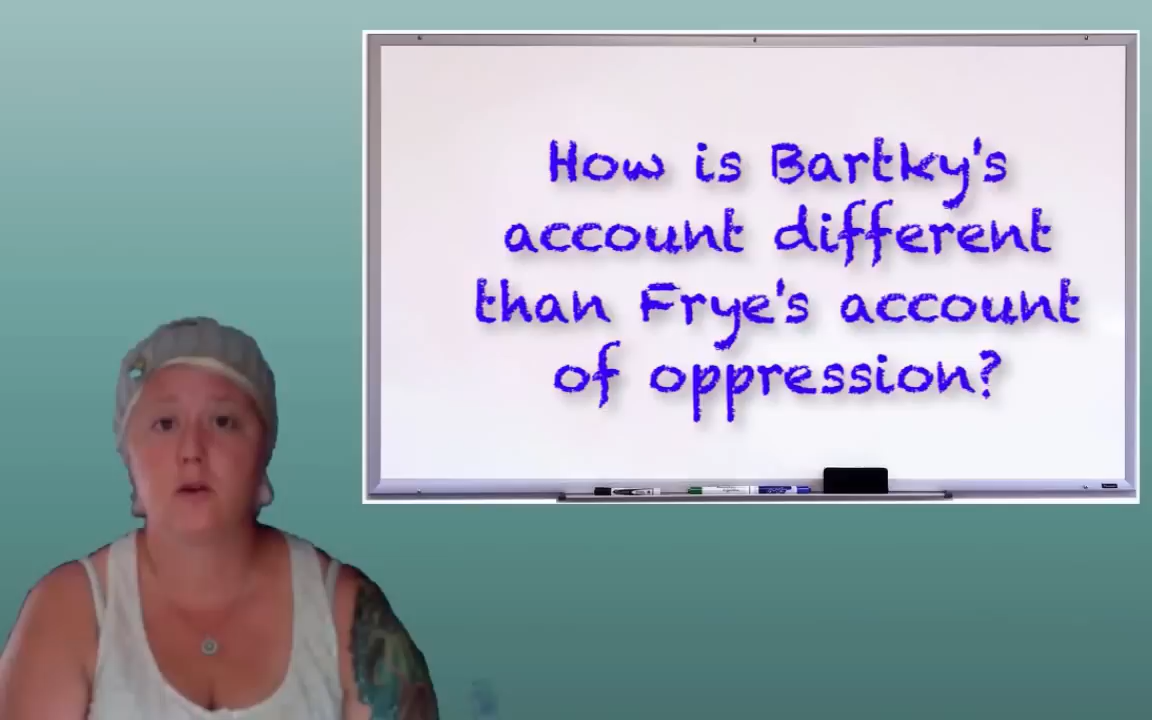 How is Bartky's
account different
than Frye's account
of oppression?